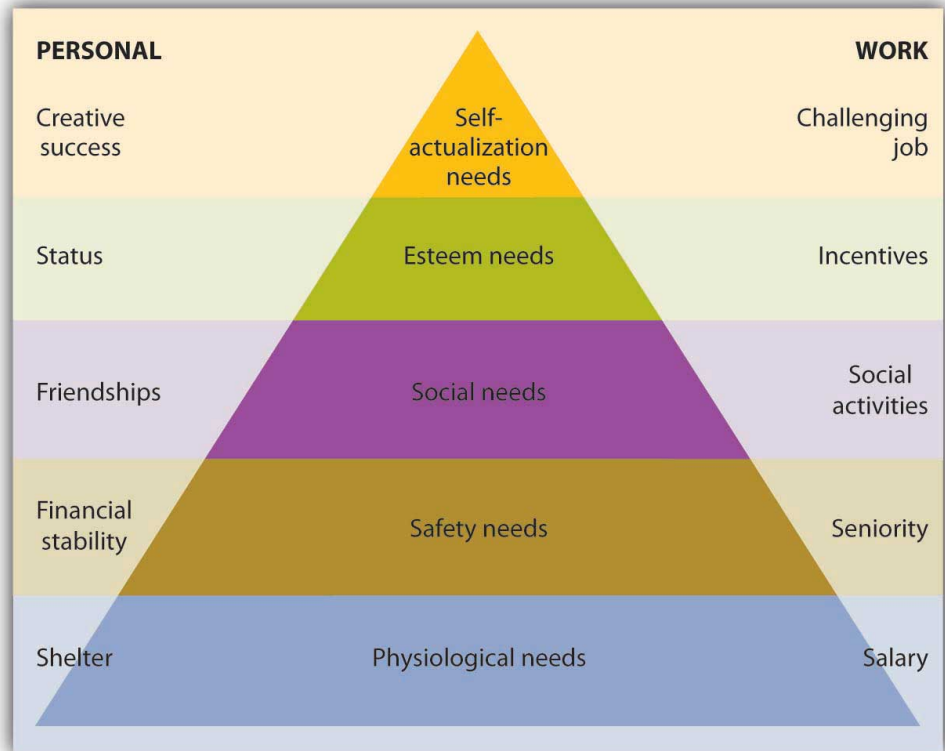 PERSONAL
WORK
Creative
success
Self-
actualization
needs
Challenging
job
Status
Esteem needs
Incentives
Friendships
Social needs
Social
activities
Financial
stability
Safety needs
Seniority
Shelter
Physiological needs
Salary